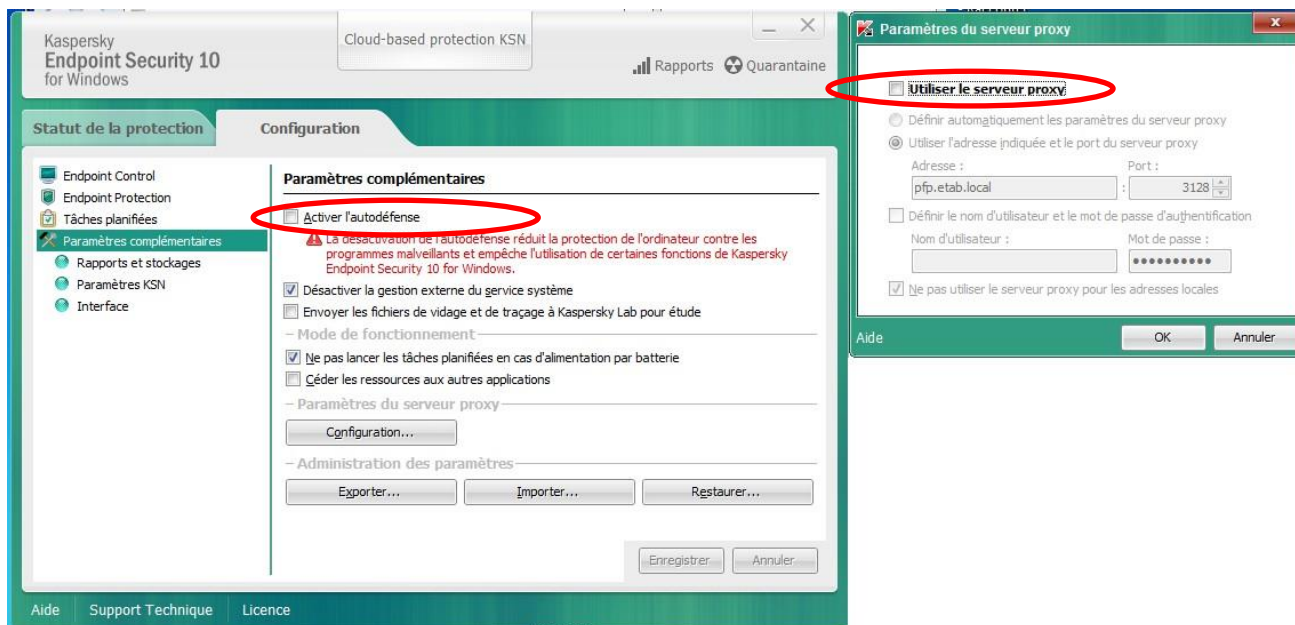 Kaspersky
Endpoint Security 10
for Windows
Cloud-based protection KSN
Rapports
Quarantaine
Statut de la protection
Configuration
Endpoint Control
Endpoint Protection
Tâches planifiées
Paramètres complémentaires
Rapports et stockages
Paramètres KSN
Interface
Paramètres complémentaires
Activer l'autodéfense
La désactivation de l'autodéfense réduit la protection de l'ordinateur contre les
programmes malveillants et empêche l'utilisation de certaines fonctions de Kaspersky
Endpoint Security 10 for Windows.
Désactiver la gestion externe du service système
Envoyer les fichiers de vidage et de traçage à Kaspersky Lab pour étude
Mode de fonctionnement
Ne pas lancer les tâches planifiées en cas d'alimentation par batterie
Céder les ressources aux autres applications
Paramètres du serveur proxy
Configuration...
Administration des paramètres
Exporter...
Importer...
Restaurer...
Enregistrer
Annuler
Aide
Support Technique
Licence
Paramètres du serveur proxy
Utiliser le serveur proxy
Définir automatiquement les paramètres du serveur proxy
Utiliser l'adresse indiquée et le port du serveur proxy
Adresse :
Port :
pfp.etab.local
:
3128
Définir le nom d'utilisateur et le mot de passe d'authentification
Nom d'utilisateur :
Mot de passe :
••••••••••
Ne pas utiliser le serveur proxy pour les adresses locales
Aide
OK
Annuler